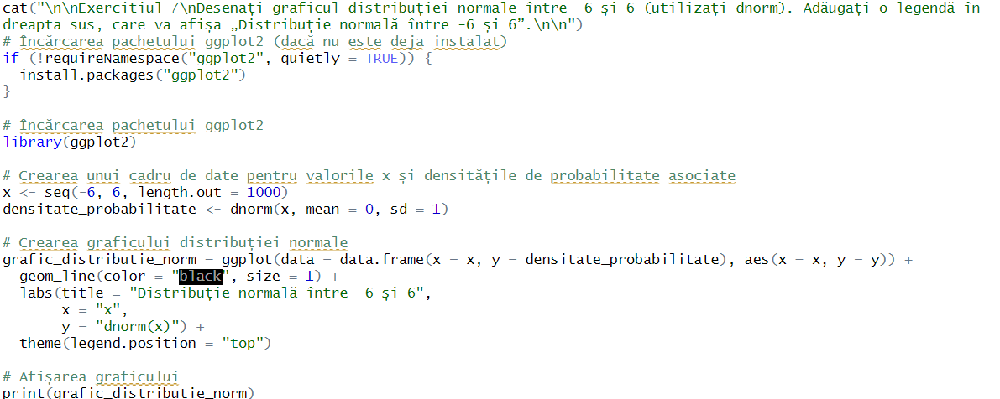 cat("\n\nExercitiul 7\nDesenați graficul distribuției normale între -6 și 6 (utilizați dnorm). Adăugați o legendă în
dreapta sus, care va afișa „Distribuție normală între -6 și 6”.\n\n")
# Încărcarea pachetului ggplot2 (dacă nu este deja instalat)
if (!requireNamespace("ggplot2", quietly = TRUE)) {
  install.packages("ggplot2")
}

# Încărcarea pachetului ggplot2
library(ggplot2)

# Crearea unui cadru de date pentru valorile x și densitățile de probabilitate asociate
x <- seq(-6, 6, length.out = 1000)
densitate_probabilitate <- dnorm(x, mean = 0, sd = 1)

# Crearea graficului distribuției normale
grafic_distributie_norm = ggplot(data = data.frame(x = x, y = densitate_probabilitate), aes(x = x, y = y)) +
  geom_line(color = "black", size = 1) +
  labs(title = "Distribuție normală între -6 și 6",
       x = "x",
       y = "dnorm(x)") +
  theme(legend.position = "top")

# Afișarea graficului
print(grafic_distributie_norm)